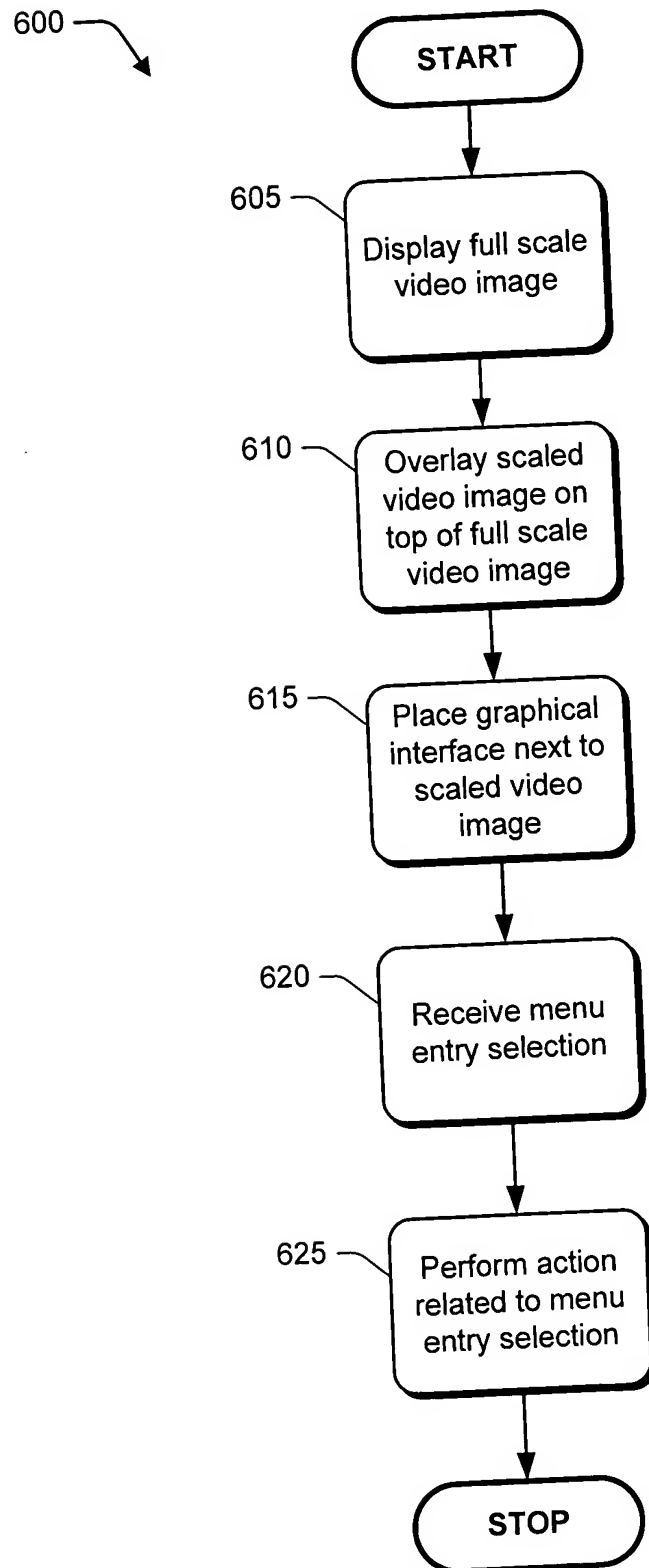 600
START
605
Display full scale
video image
610
Overlay scaled
video image on
top of full scale
video image
615
Place graphical
interface next to
scaled video
image
620
Receive menu
entry selection
625
Perform action
related to menu
entry selection
STOP